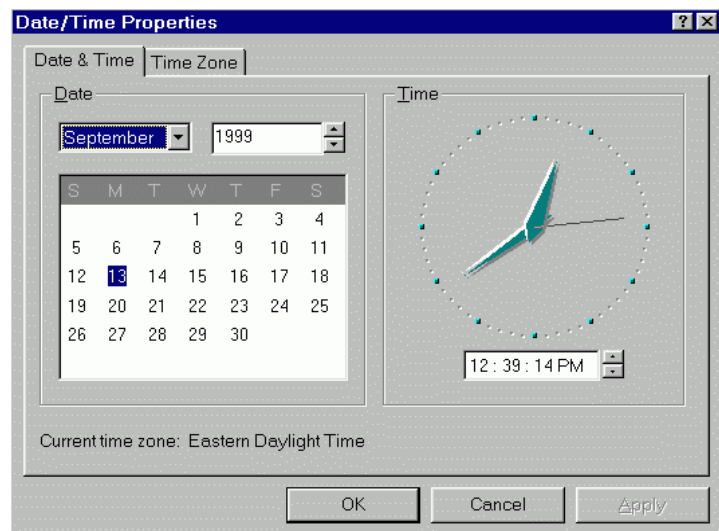 Date/Time Properties
Date & Time
Time Zone
Date
September
1999
S M T W T F S
1 2 3 4
5 6 7 8 9 10 11
12 13 14 15 16 17 18
19 20 21 22 23 24 25
26 27 28 29 30
Time
12 : 39 : 14 PM
Current time zone: Eastern Daylight Time
OK
Cancel
Apply